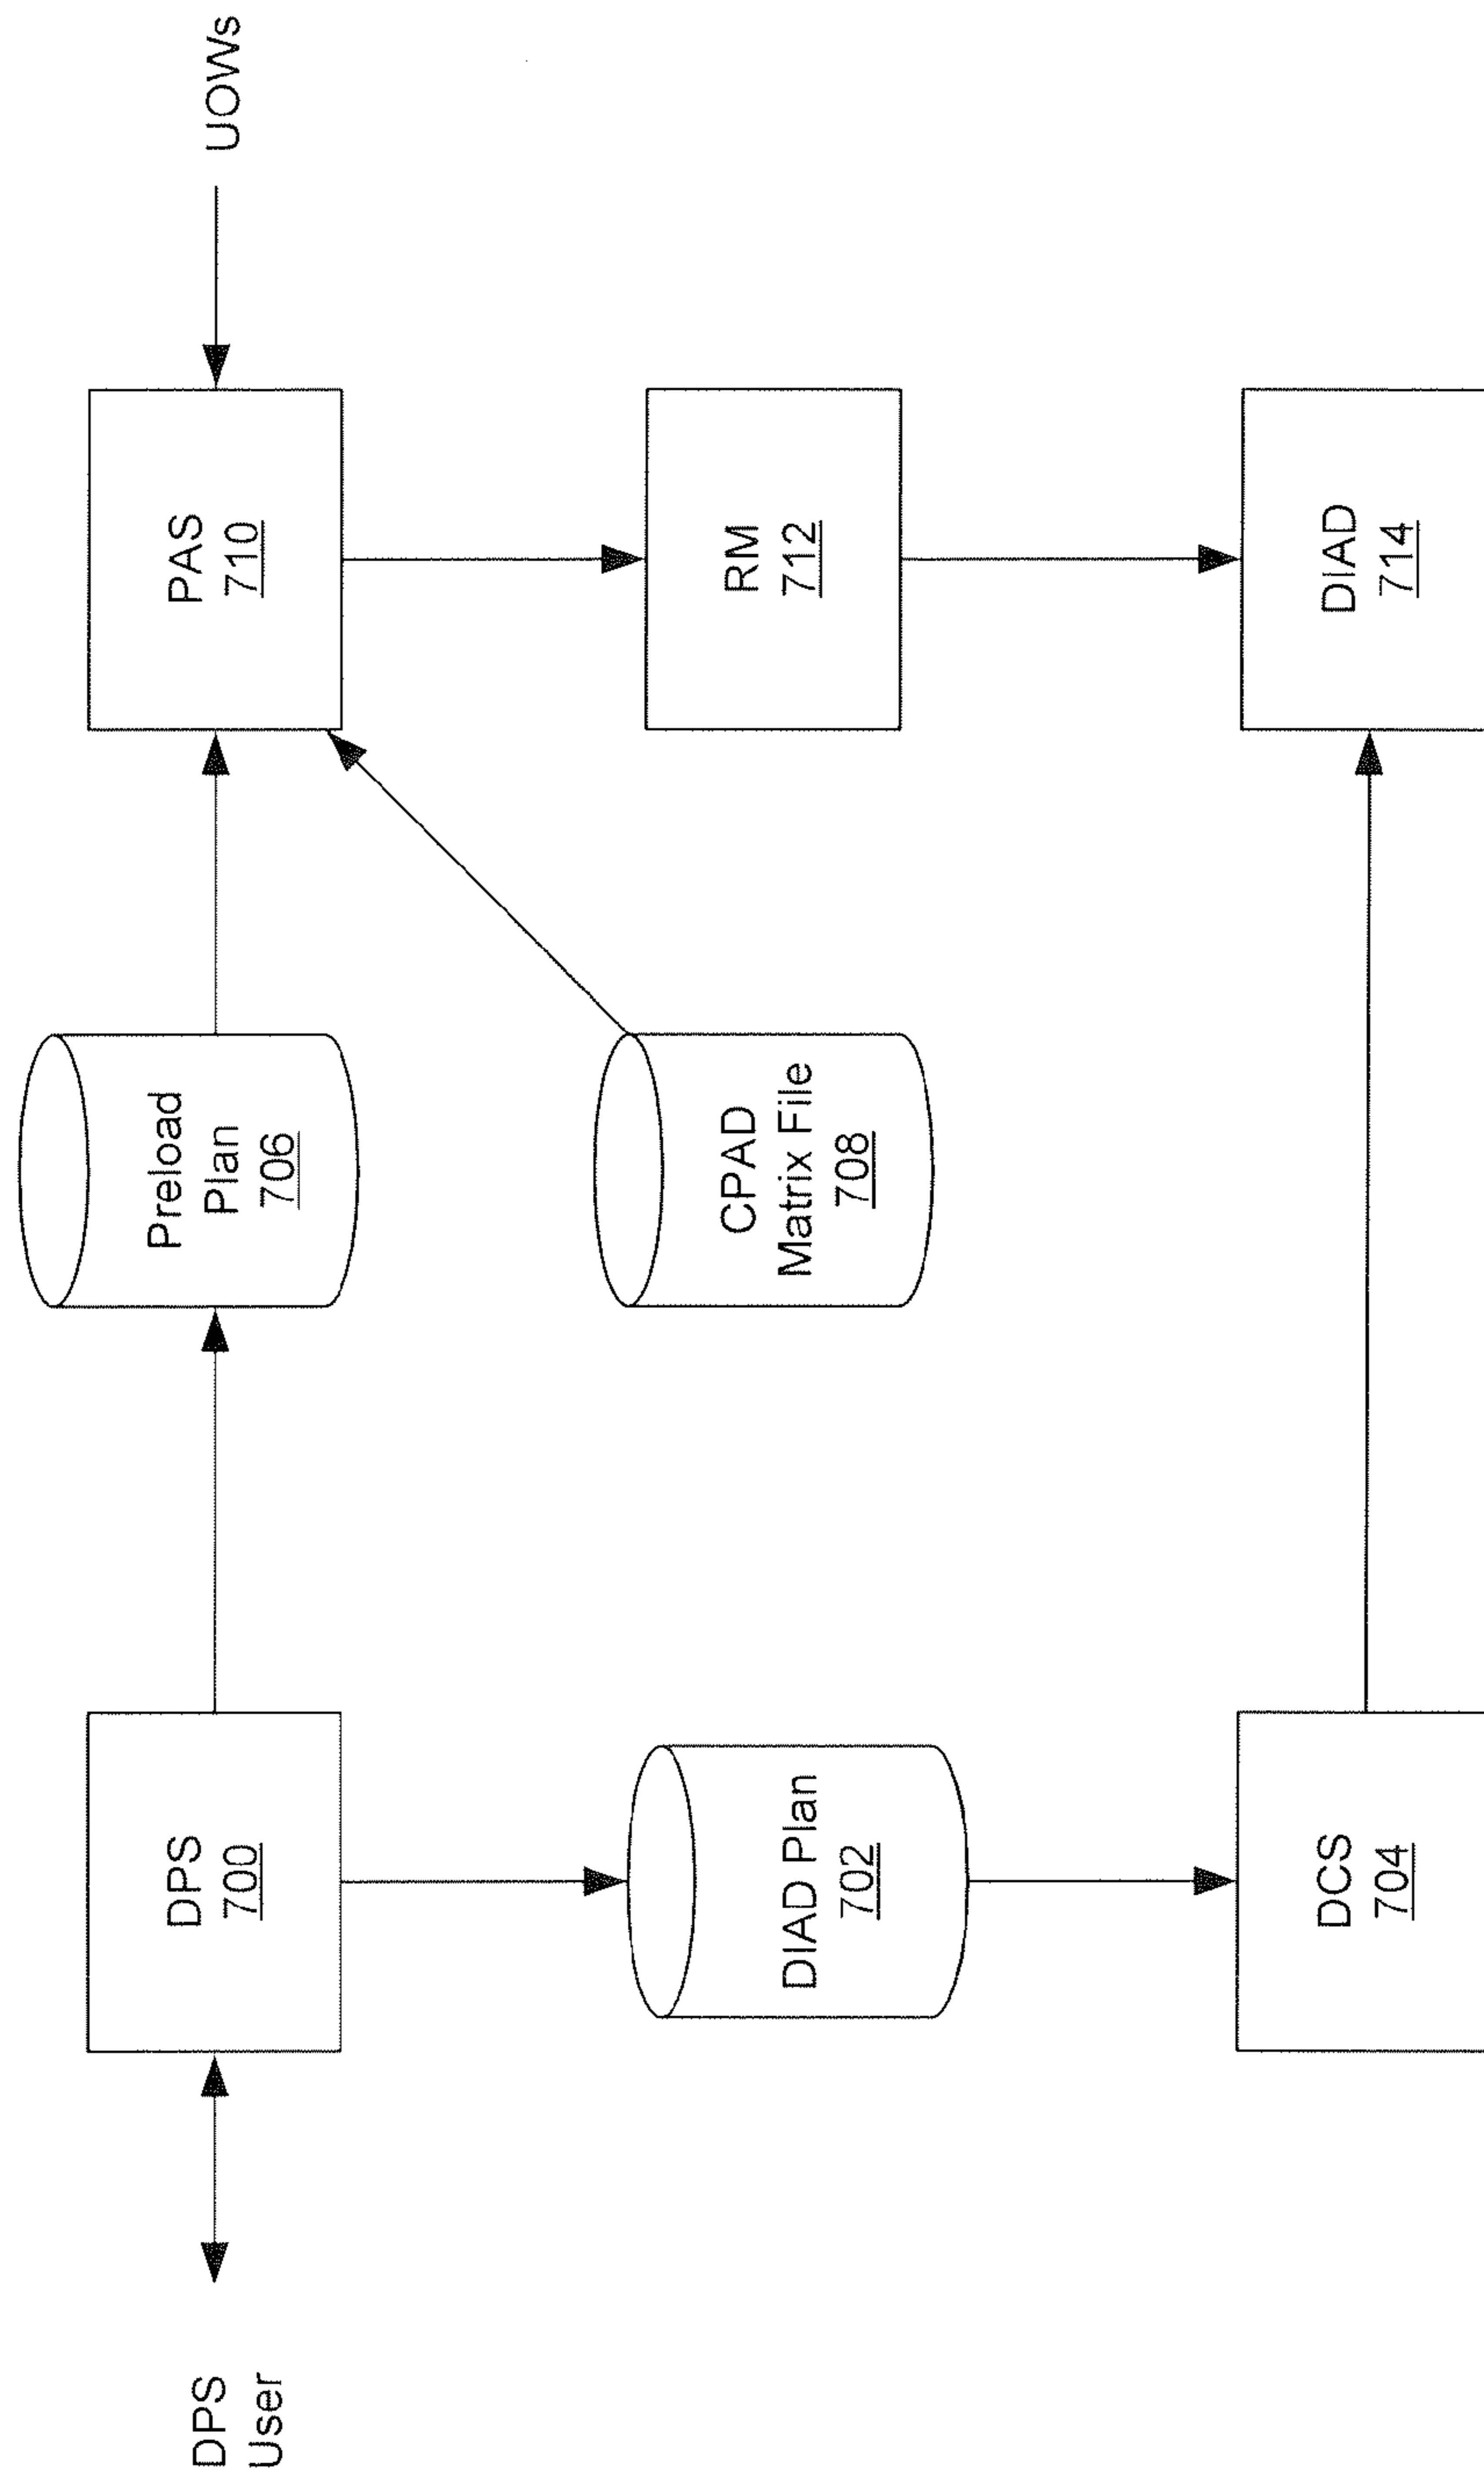 DPS
User
DPS
700
Preload
Plan
706
PAS
710
UOWs
DIAD Plan
702
CPAD
Matrix File
708
RM
712
DCS
704
DIAD
714